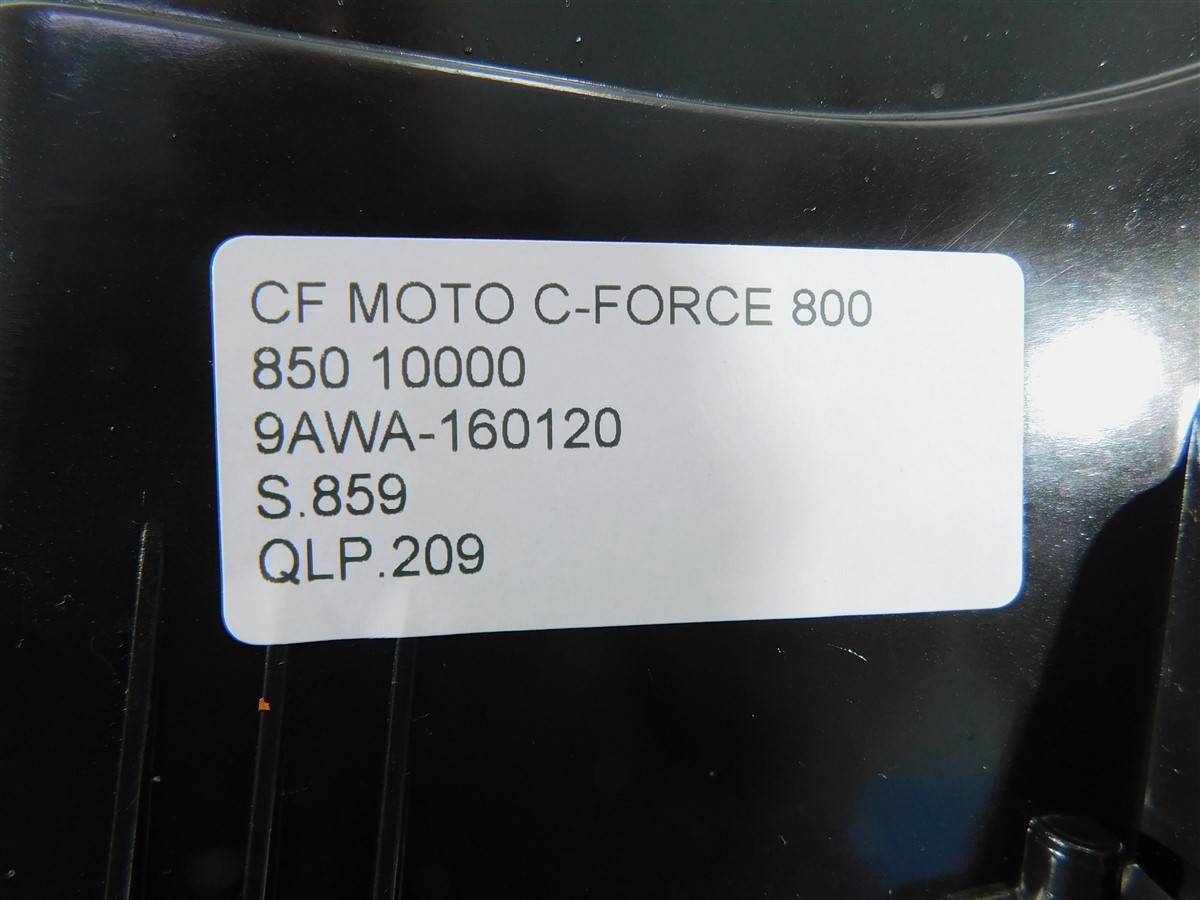 CF MOTO C-FORCE 800
850 10000
9AWA-160120
S.859
QLP.209